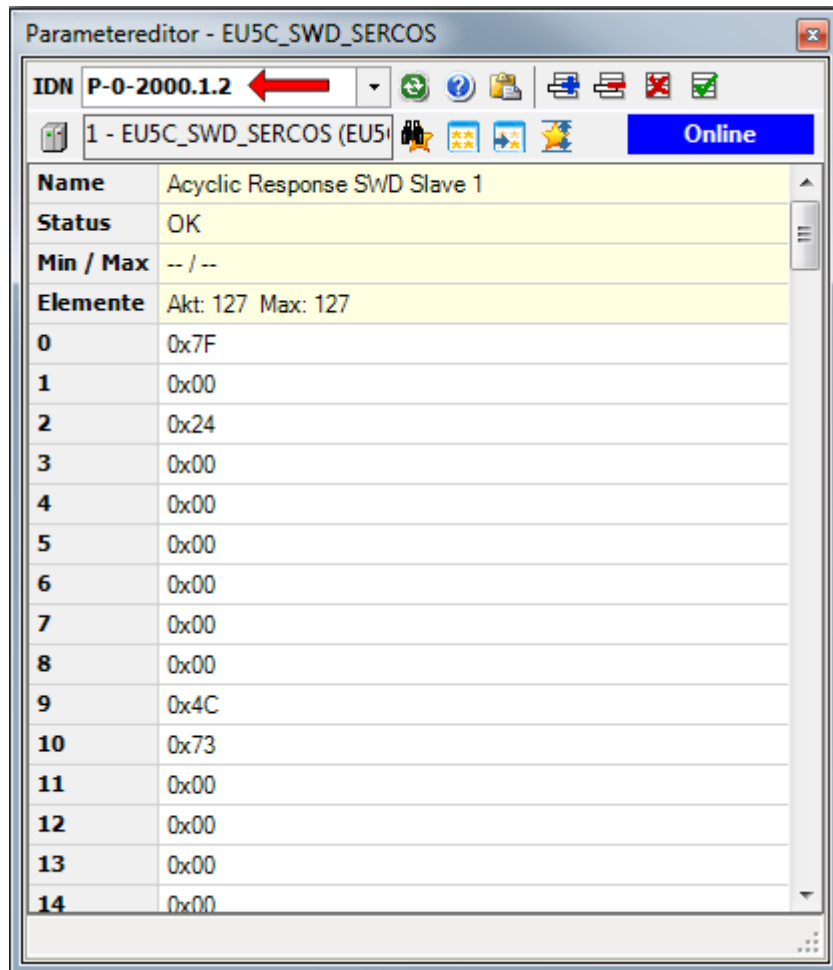 Parametereditor - EU5C_SWD_SERCOS
IDN P-0-2000.1.2
1 - EU5C_SWD_SERCOS (EU5(
Online
Name Acyclic Response SWD Slave 1
Status OK
Min / Max -- / --
Elemente Akt: 127 Max: 127
0 0x7F
1 0x00
2 0x24
3 0x00
4 0x00
5 0x00
6 0x00
7 0x00
8 0x00
9 0x4C
10 0x73
11 0x00
12 0x00
13 0x00
14 0x00